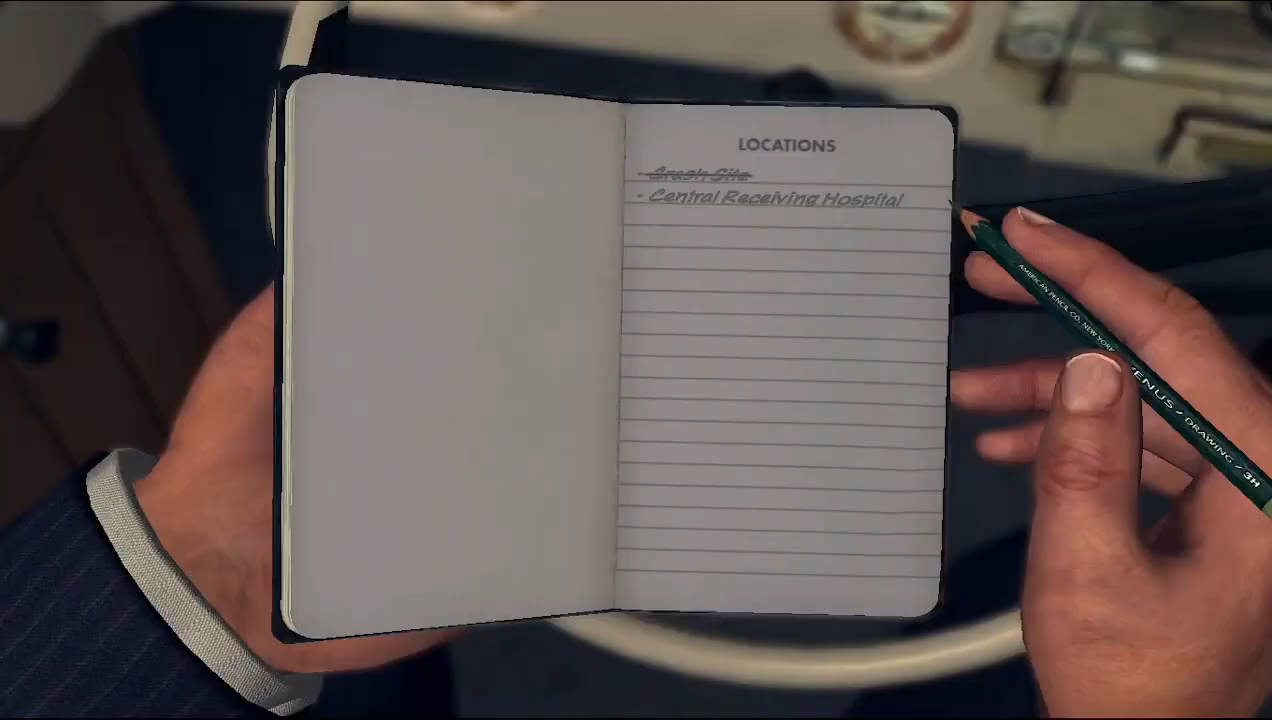 LOCATIONS
- Crash Site
- Central Receiving Hospital
AMERICAN PENCIL CO. NEW YORK
VENUS / DRAWING / 3H